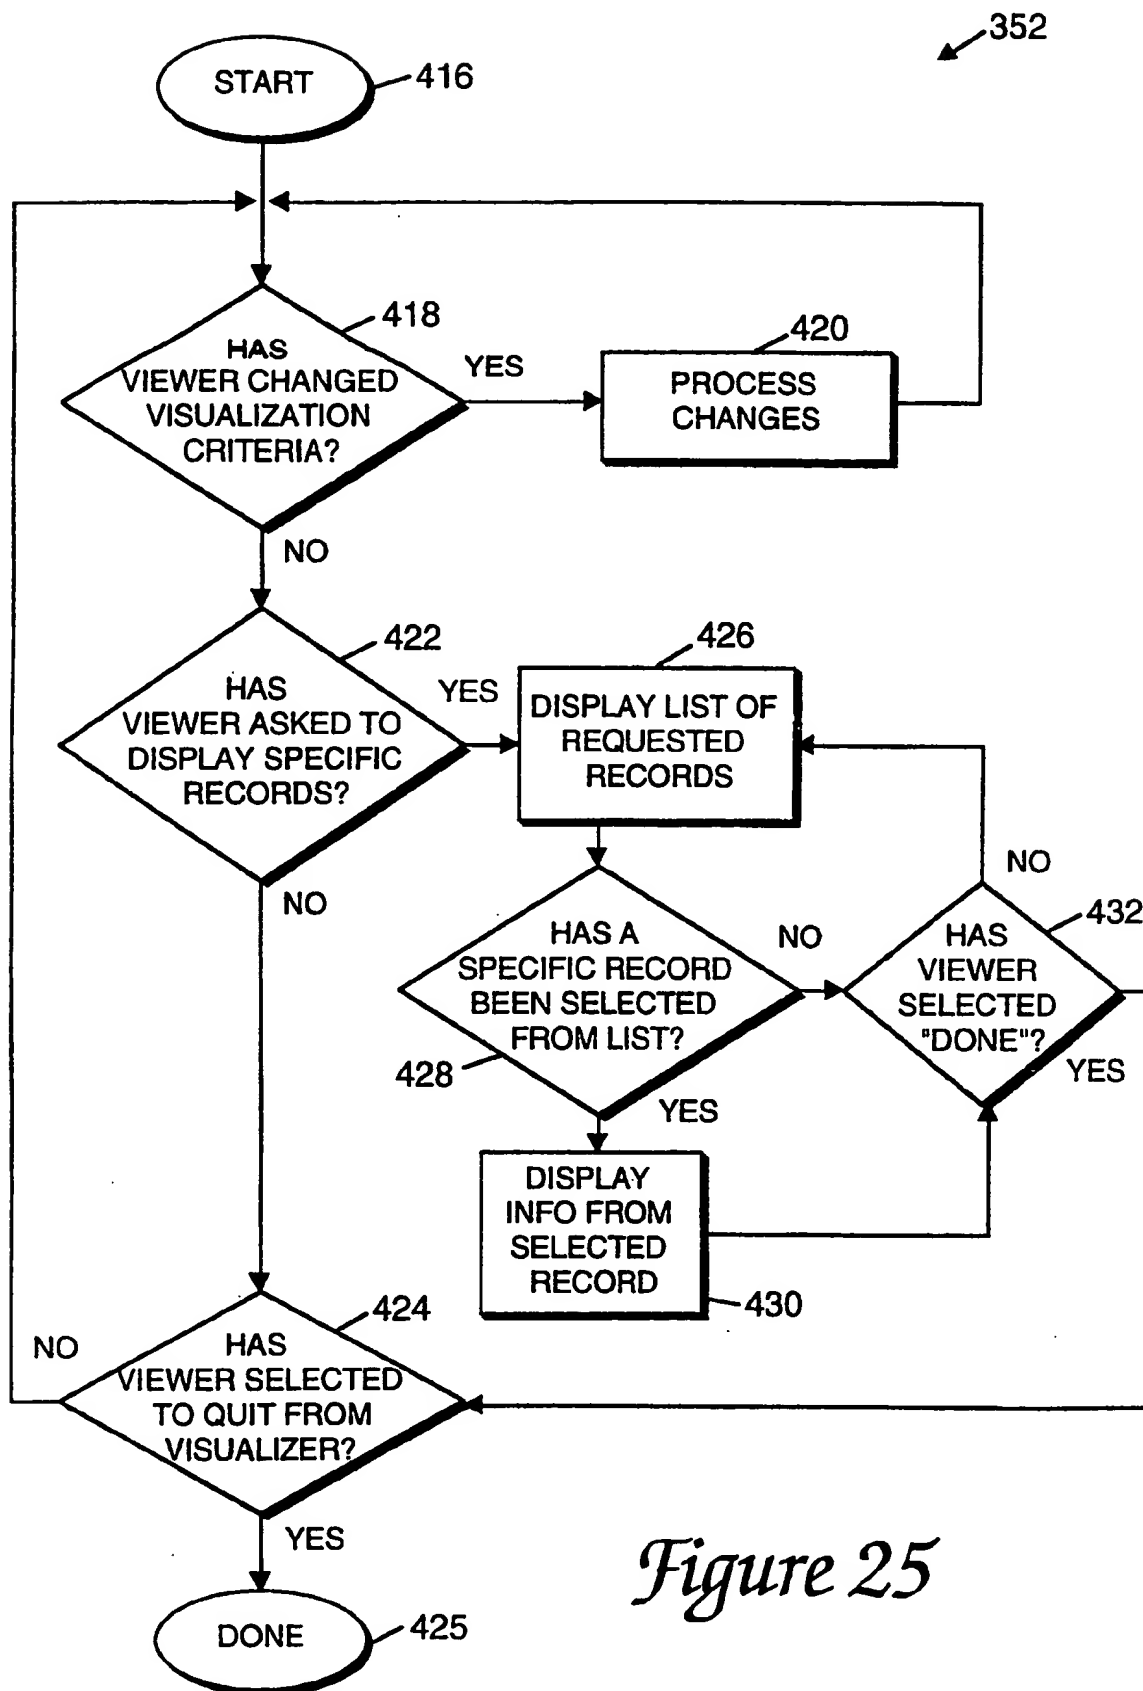 352
START
416
418
HAS
VIEWER CHANGED
VISUALIZATION
CRITERIA?
YES
420
PROCESS
CHANGES
NO
422
HAS
VIEWER ASKED TO
DISPLAY SPECIFIC
RECORDS?
YES
426
DISPLAY LIST OF
REQUESTED
RECORDS
NO
NO
432
HAS
VIEWER
SELECTED
"DONE"?
YES
HAS A
SPECIFIC RECORD
BEEN SELECTED
FROM LIST?
NO
428
YES
DISPLAY
INFO FROM
SELECTED
RECORD
430
424
HAS
VIEWER SELECTED
TO QUIT FROM
VISUALIZER?
NO
YES
DONE
425
Figure 25